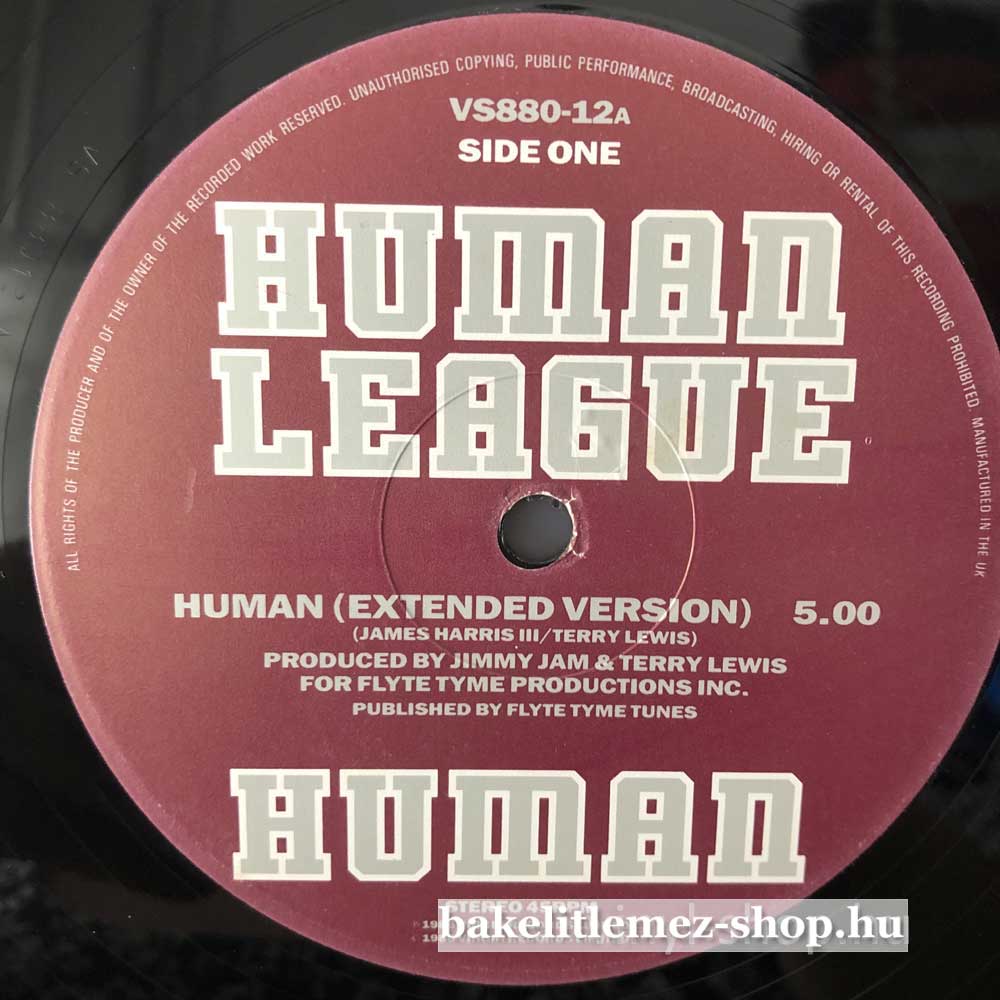 ALL RIGHTS OF THE PRODUCER AND OF THE OWNER OF THE RECORDED WORK RESERVED. UNAUTHORISED COPYING, PUBLIC PERFORMANCE, BROADCASTING, HIRING OR RENTAL OF THIS RECORDING PROHIBITED. MANUFACTURED IN THE UK
VS880-12A
SIDE ONE
HUMAN
LEAGUE
HUMAN (EXTENDED VERSION) 5.00
(JAMES HARRIS III/TERRY LEWIS)
PRODUCED BY JIMMY JAM & TERRY LEWIS
FOR FLYTE TYME PRODUCTIONS INC.
PUBLISHED BY FLYTE TYME TUNES
HUMAN
STEREO 45RPM
bakelitlemez-shop.hu